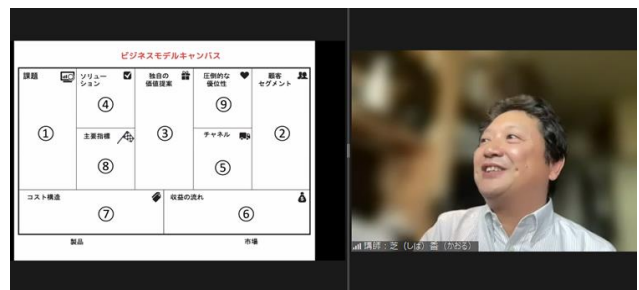 ビジネスモデルキャンバス
課題
①
ソリュー
ション
④
主要指標
⑧
独自の
価値提案
③
圧倒的な
優位性
⑨
チャネル
⑤
顧客
セグメント
②
コスト構造
⑦
収益の流れ
⑥
製品
市場
講師：芝（しば）香（かおる）